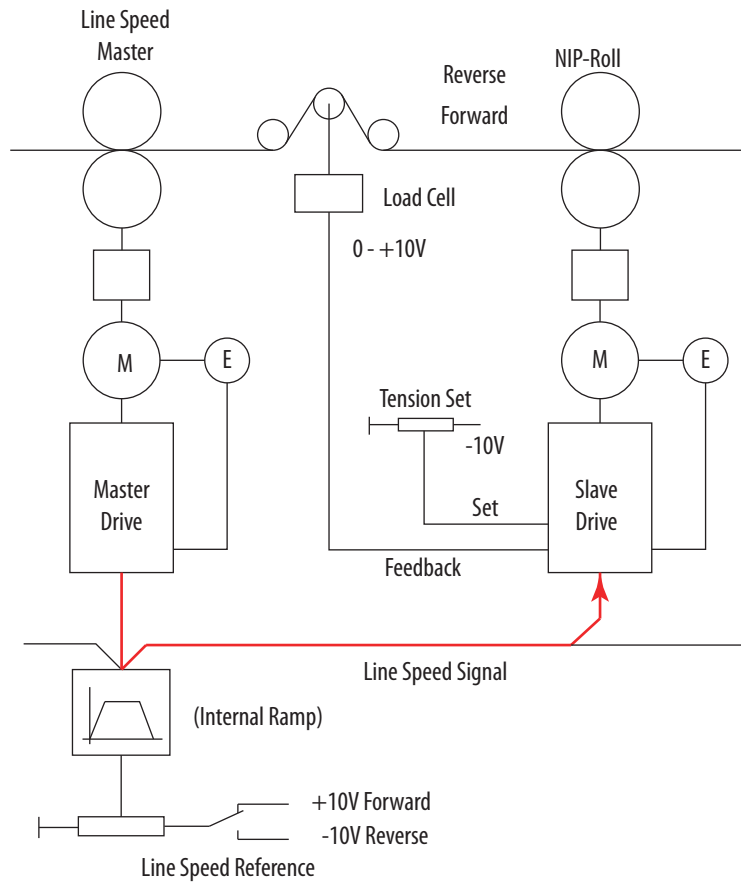 Line Speed
Master
NIP-Roll
Reverse
Forward
Load Cell
0 - +10V
M
E
M
E
Tension Set
-10V
Master
Drive
Slave
Drive
Set
Feedback
Line Speed Signal
(Internal Ramp)
+10V Forward
-10V Reverse
Line Speed Reference